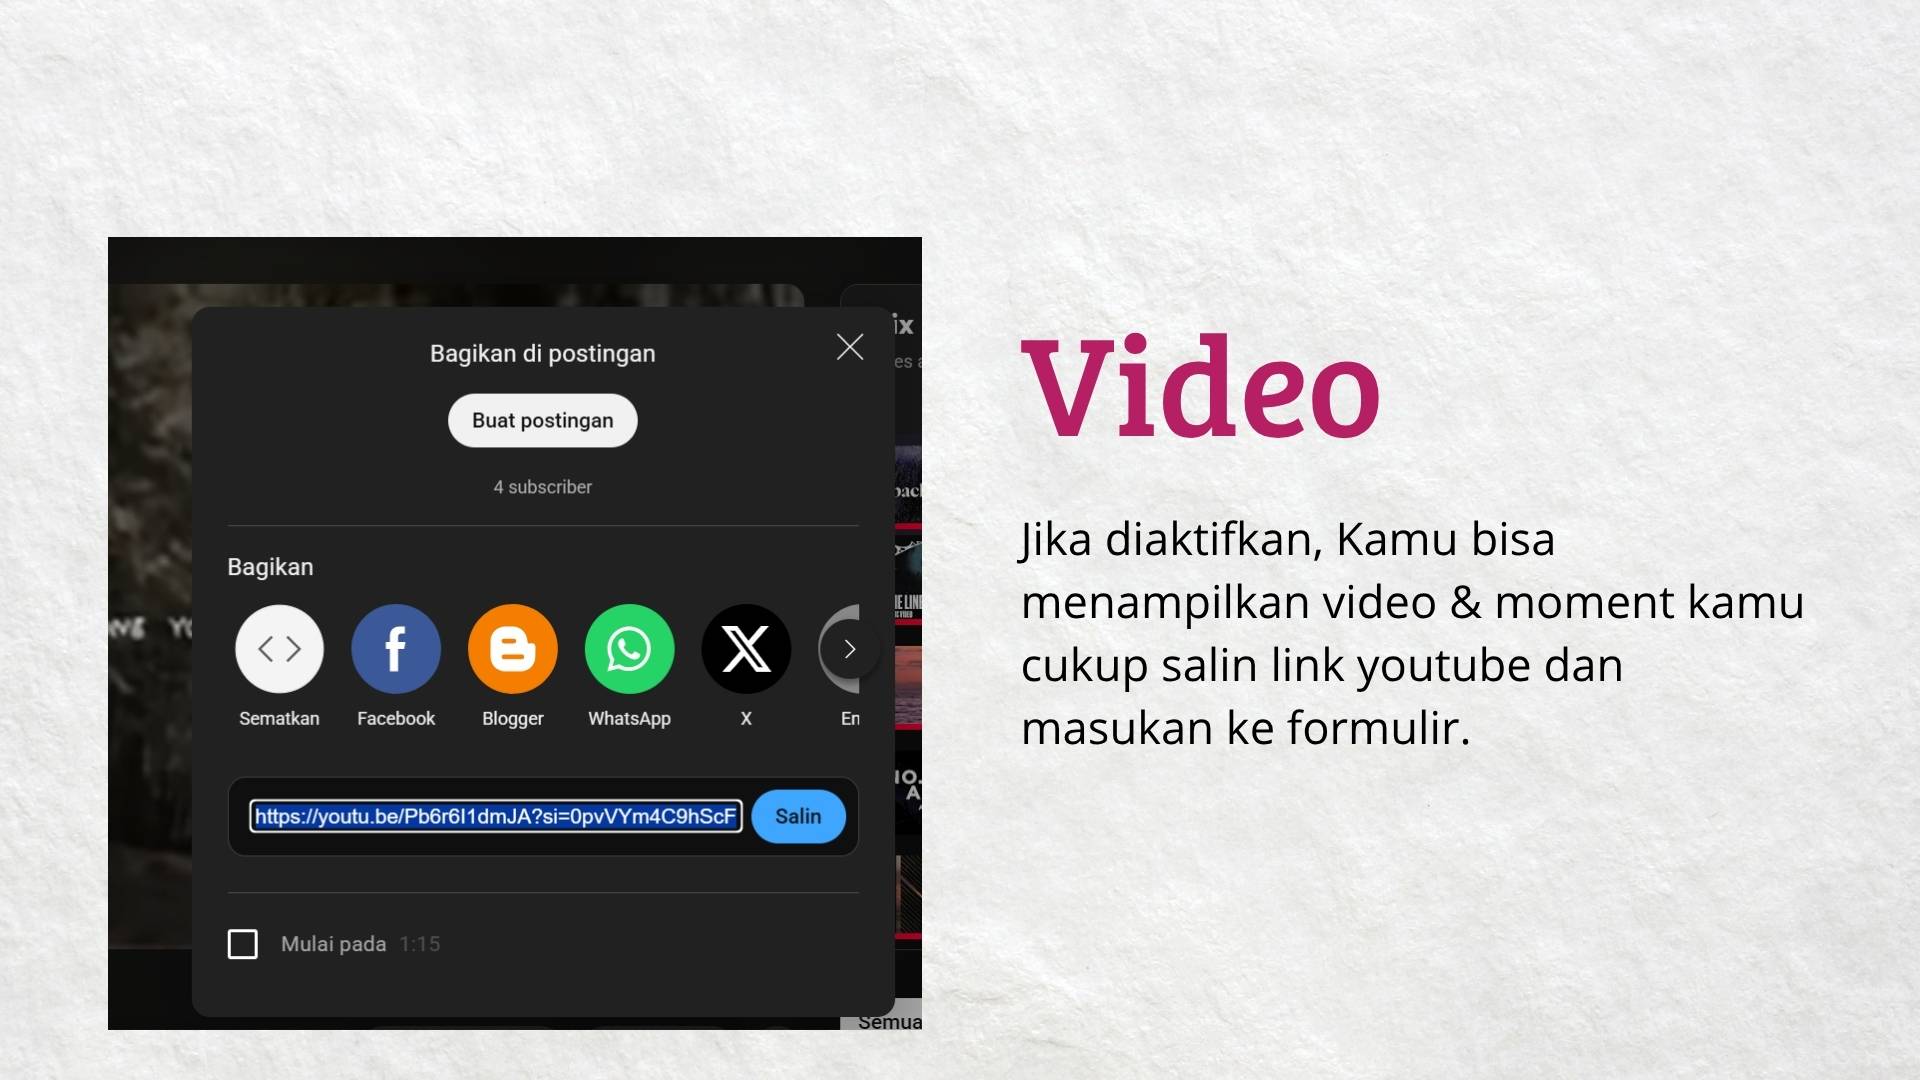 Bagikan di postingan
Buat postingan
4 subscriber
Bagikan
Sematkan
Facebook
Blogger
WhatsApp
X
https://youtu.be/Pb6r6I1dmJA?si=0pvVYm4C9hScF
Salin
Mulai pada 1:15
Semua
Video
Jika diaktifkan, Kamu bisa
menampilkan video & moment kamu
cukup salin link youtube dan
masukan ke formulir.